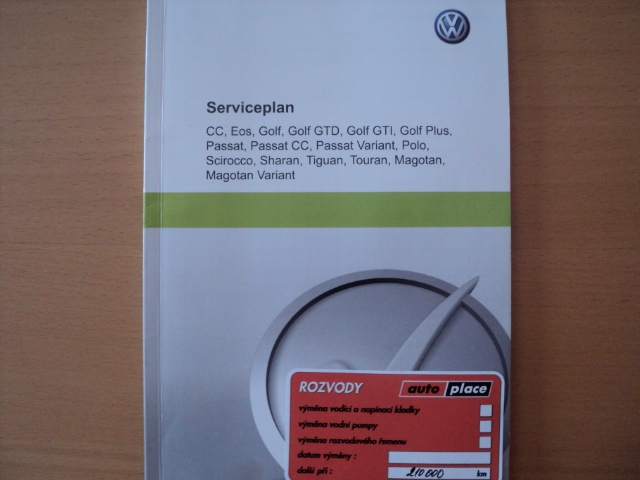 Serviceplan
CC, Eos, Golf, Golf GTD, Golf GTI, Golf Plus,
Passat, Passat CC, Passat Variant, Polo,
Scirocco, Sharan, Tiguan, Touran, Magotan,
Magotan Variant
ROZVODY auto place
výměna vodící a napínací kladky
výměna vodní pumpy
výměna rozvodového řemenu
datum výměny :
další při : 210 000 km